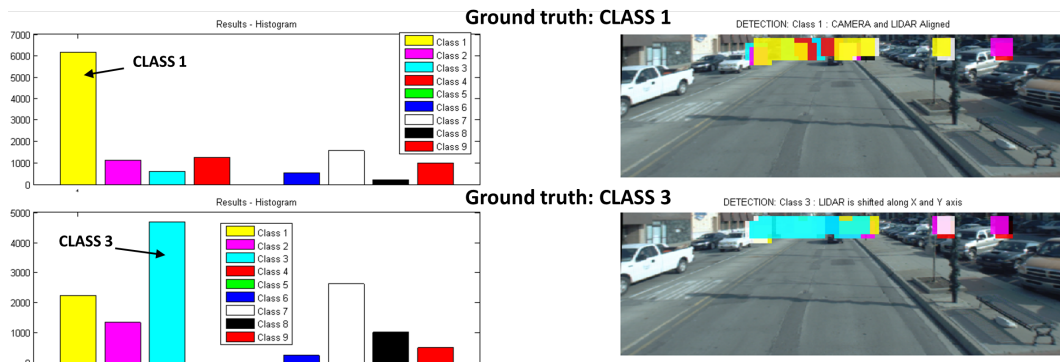 Ground truth: CLASS 1
Results - Histogram
7000
6000
5000
4000
3000
2000
1000
0
CLASS 1
Class 1
Class 2
Class 3
Class 4
Class 5
Class 6
Class 7
Class 8
Class 9
DETECTION: Class 1 : CAMERA and LIDAR Aligned
Ground truth: CLASS 3
Results - Histogram
5000
4000
3000
2000
1000
0
CLASS 3
Class 1
Class 2
Class 3
Class 4
Class 5
Class 6
Class 7
Class 8
Class 9
DETECTION: Class 3 : LIDAR is shifted along X and Y axis